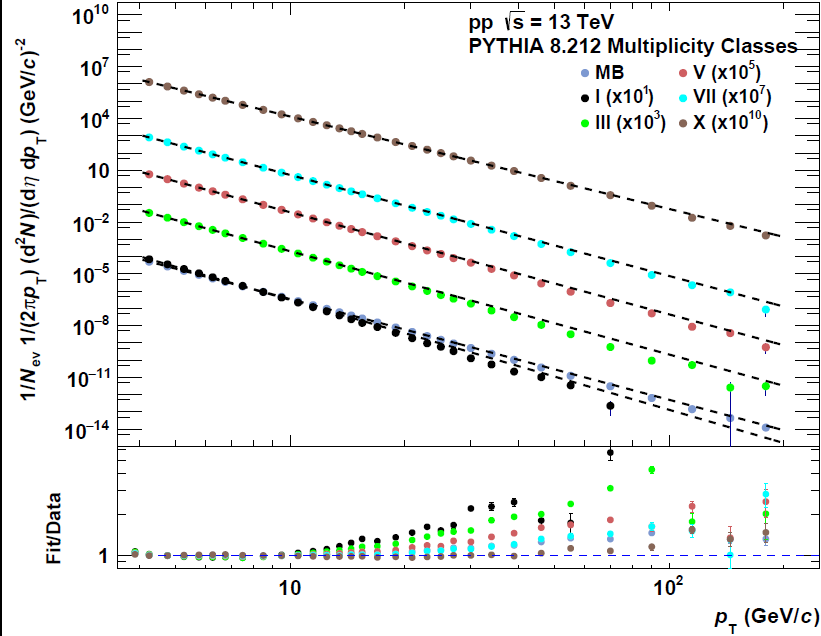 pp √s = 13 TeV
PYTHIA 8.212 Multiplicity Classes
MB
V (x10⁵)
I (x10¹)
VII (x10⁷)
III (x10³)
X (x10¹⁰)
1/N_ev 1/(2πp_T) (d²N)/(dη dp_T) (GeV/c)⁻²
10¹⁰
10⁷
10⁴
10
10⁻²
10⁻⁵
10⁻⁸
10⁻¹¹
10⁻¹⁴
Fit/Data
1
10
10²
p_T (GeV/c)